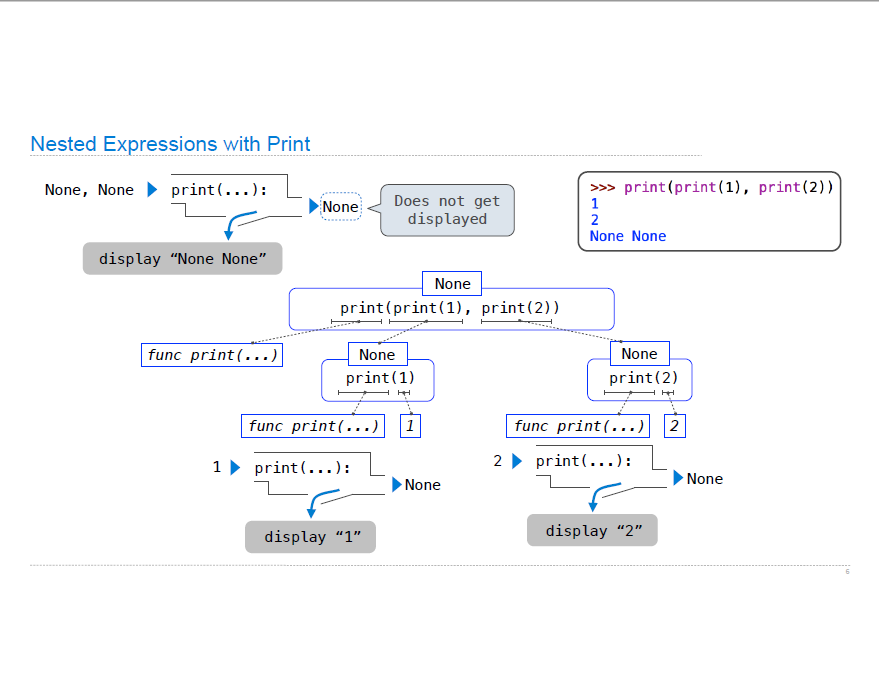 Nested Expressions with Print
None, None
print(...):
None
Does not get
displayed
display “None None”
>>> print(print(1), print(2))
1
2
None None
None
print(print(1), print(2))
func print(...)
None
print(1)
func print(...)
1
None
print(2)
func print(...)
2
1
print(...):
None
display “1”
2
print(...):
None
display “2”
6